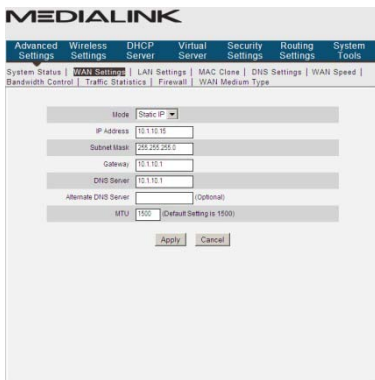 MEDIALINK
Advanced Settings Wireless Settings DHCP Server Virtual Server Security Settings Routing Settings System Tools
System Status | WAN Settings | LAN Settings | MAC Clone | DNS Settings | WAN Speed |
Bandwidth Control | Traffic Statistics | Firewall | WAN Medium Type
Mode Static IP
IP Address 10.1.10.15
Subnet Mask 255.255.255.0
Gateway 10.1.10.1
DNS Server 10.1.10.1
Alternate DNS Server (Optional)
MTU 1500 (Default Setting is 1500)
Apply Cancel